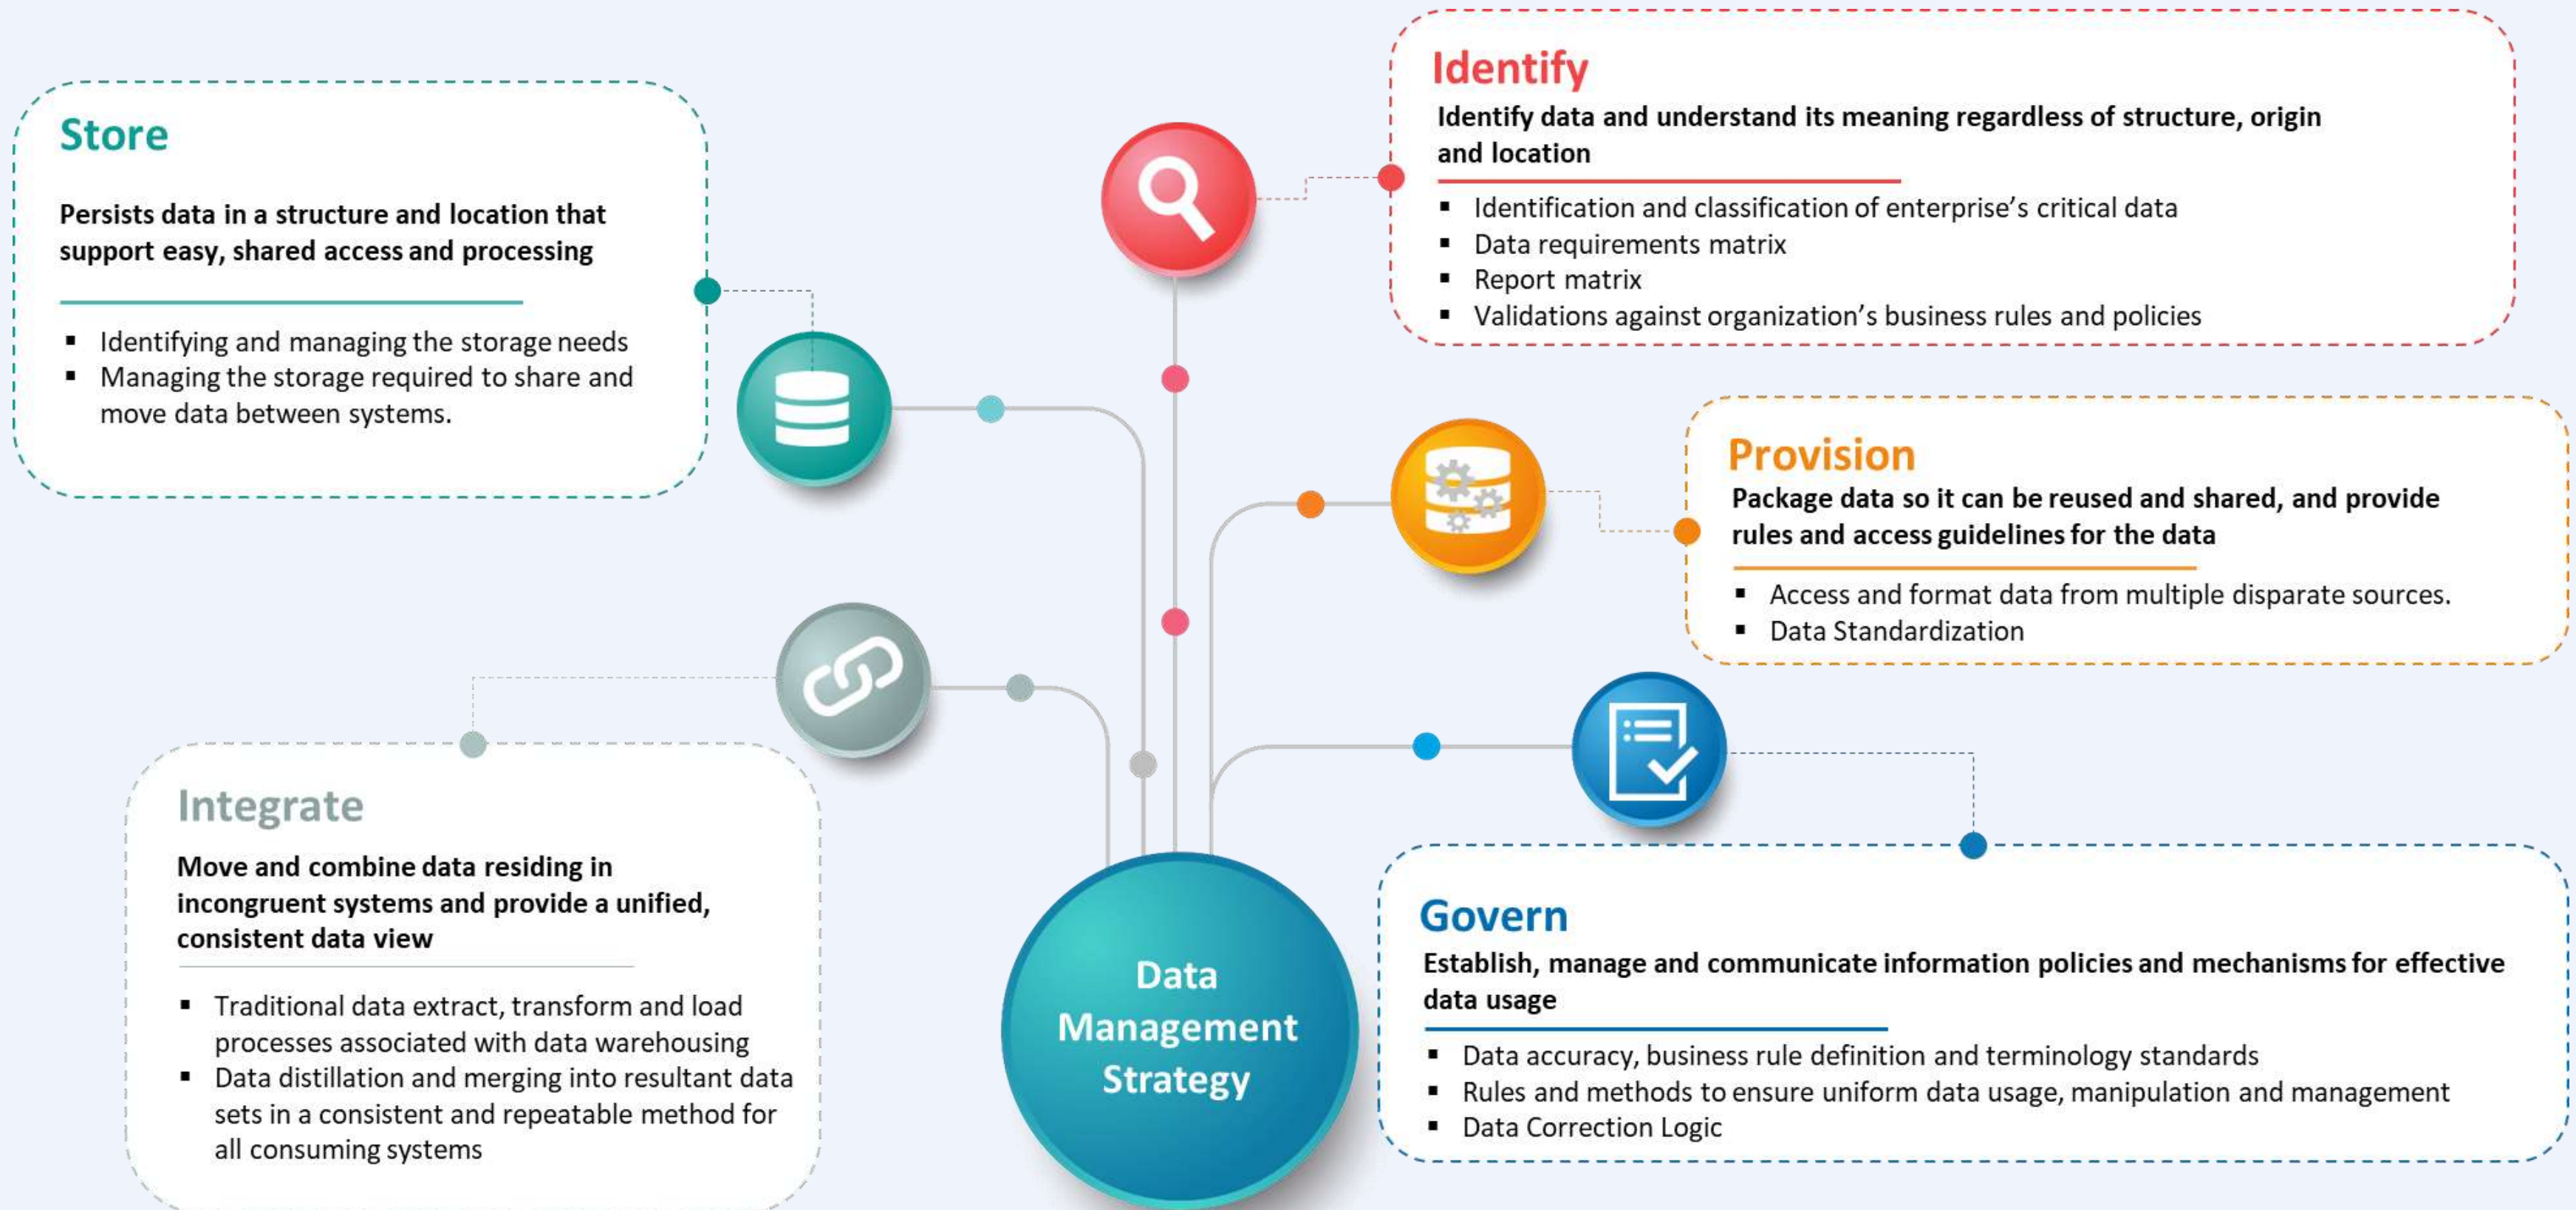 Store
Persists data in a structure and location that
support easy, shared access and processing
▪ Identifying and managing the storage needs
▪ Managing the storage required to share and
move data between systems.
Identify
Identify data and understand its meaning regardless of structure, origin
and location
▪ Identification and classification of enterprise’s critical data
▪ Data requirements matrix
▪ Report matrix
▪ Validations against organization’s business rules and policies
Provision
Package data so it can be reused and shared, and provide
rules and access guidelines for the data
▪ Access and format data from multiple disparate sources.
▪ Data Standardization
Integrate
Move and combine data residing in
incongruent systems and provide a unified,
consistent data view
▪ Traditional data extract, transform and load
processes associated with data warehousing
▪ Data distillation and merging into resultant data
sets in a consistent and repeatable method for
all consuming systems
Data
Management
Strategy
Govern
Establish, manage and communicate information policies and mechanisms for effective
data usage
▪ Data accuracy, business rule definition and terminology standards
▪ Rules and methods to ensure uniform data usage, manipulation and management
▪ Data Correction Logic